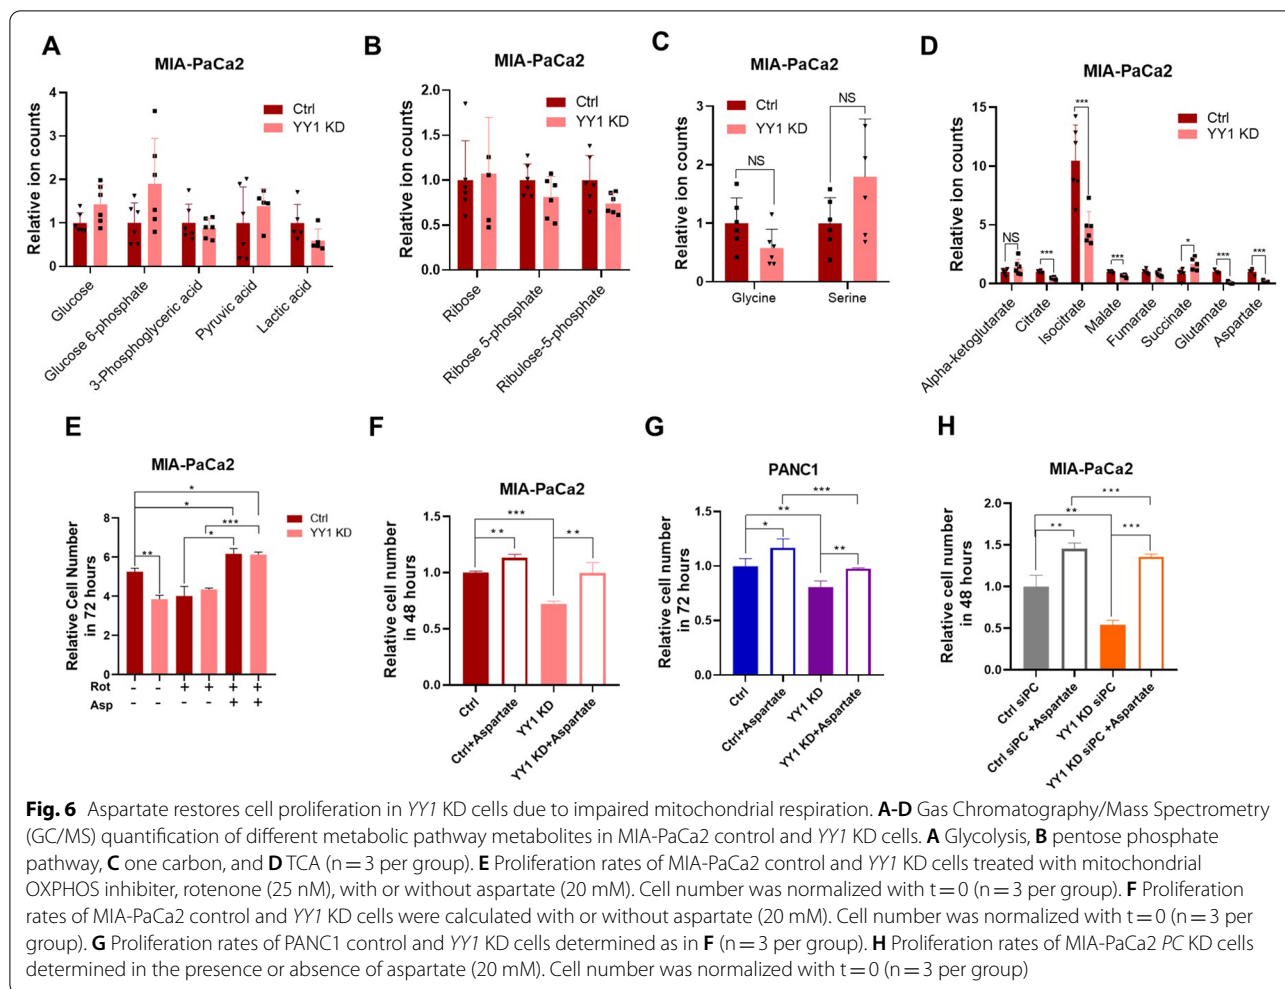 A
MIA-PaCa2
Relative ion counts
4
3
2
1
0
Ctrl
YY1 KD
Glucose
Glucose 6-phosphate
3-Phosphoglyceric acid
Pyruvic acid
Lactic acid
B
MIA-PaCa2
Relative ion counts
2.0
1.5
1.0
0.5
0.0
Ctrl
YY1 KD
Ribose
Ribose 5-phosphate
Ribulose-5-phosphate
C
MIA-PaCa2
Relative ion counts
3
2
1
0
Ctrl
YY1 KD
NS
NS
Glycine
Serine
D
MIA-PaCa2
Relative ion counts
15
10
5
0
Ctrl
YY1 KD
NS
***
***
***
*
***
***
Alpha-ketoglutarate
Citrate
Isocitrate
Malate
Fumarate
Succinate
Glutamate
Aspartate
E
MIA-PaCa2
Relative Cell Number
in 72 hours
8
6
4
2
0
Ctrl
YY1 KD
*
*
***
*
**
Rot - - + + + +
Asp - - - - + +
F
MIA-PaCa2
Relative cell number
in 48 hours
1.5
1.0
0.5
0.0
***
**
**
Ctrl
Ctrl+Aspartate
YY1 KD
YY1 KD+Aspartate
G
PANC1
Relative cell number
in 72 hours
1.5
1.0
0.5
0.0
***
**
*
**
Ctrl
Ctrl+Aspartate
YY1 KD
YY1 KD+Aspartate
H
MIA-PaCa2
Relative cell number
in 48 hours
2.0
1.5
1.0
0.5
0.0
***
**
**
***
Ctrl siPC
Ctrl siPC +Aspartate
YY1 KD siPC
YY1 KD siPC +Aspartate
Fig. 6 Aspartate restores cell proliferation in YY1 KD cells due to impaired mitochondrial respiration. A-D Gas Chromatography/Mass Spectrometry
(GC/MS) quantification of different metabolic pathway metabolites in MIA-PaCa2 control and YY1 KD cells. A Glycolysis, B pentose phosphate
pathway, C one carbon, and D TCA (n = 3 per group). E Proliferation rates of MIA-PaCa2 control and YY1 KD cells treated with mitochondrial
OXPHOS inhibiter, rotenone (25 nM), with or without aspartate (20 mM). Cell number was normalized with t = 0 (n = 3 per group). F Proliferation
rates of MIA-PaCa2 control and YY1 KD cells were calculated with or without aspartate (20 mM). Cell number was normalized with t = 0 (n = 3 per
group). G Proliferation rates of PANC1 control and YY1 KD cells determined as in F (n = 3 per group). H Proliferation rates of MIA-PaCa2 PC KD cells
determined in the presence or absence of aspartate (20 mM). Cell number was normalized with t = 0 (n = 3 per group)